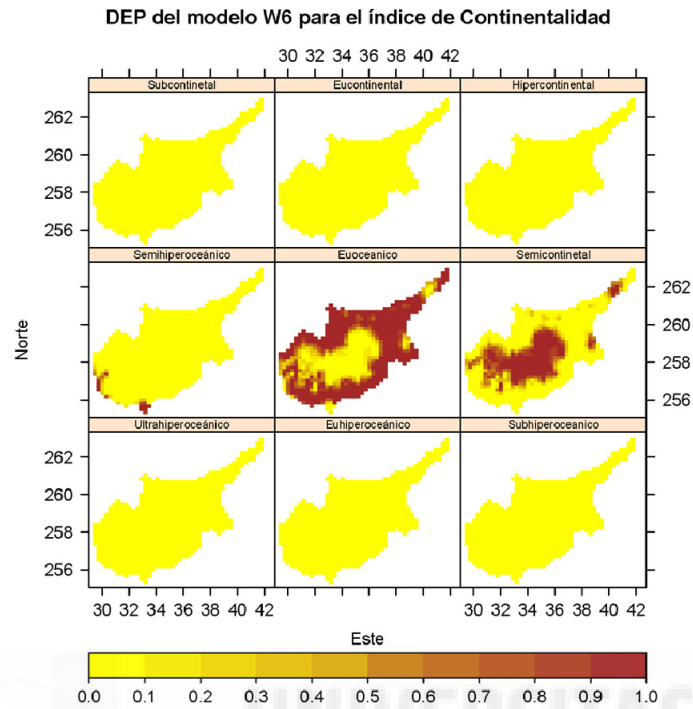 DEP del modelo W6 para el índice de Continentalidad
30 32 34 36 38 40 42
Subcontinetal Eucontinental Hipercontinental
262
260
258
256
Semihiperoceánico Euoceanico Semicontinetal
262
260
258
256
Norte
Ultrahiperoceánico Euhiperoceánico Subhiperoceanico
262
260
258
256
30 32 34 36 38 40 42 30 32 34 36 38 40 42
Este
0.0 0.1 0.2 0.3 0.4 0.5 0.6 0.7 0.8 0.9 1.0